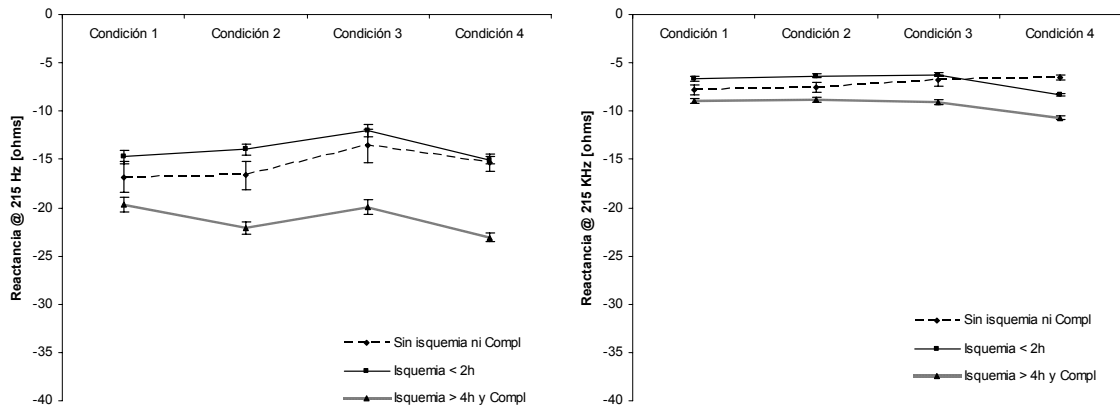 0
-5
-10
-15
-20
-25
-30
-35
-40
Reactancia @ 215 Hz [ohms]
Condición 1 Condición 2 Condición 3 Condición 4
Sin isquemia ni Compl
Isquemia < 2h
Isquemia > 4h y Compl
0
-5
-10
-15
-20
-25
-30
-35
-40
Reactancia @ 215 KHz [ohms]
Condición 1 Condición 2 Condición 3 Condición 4
Sin isquemia ni Compl
Isquemia < 2h
Isquemia > 4h y Compl